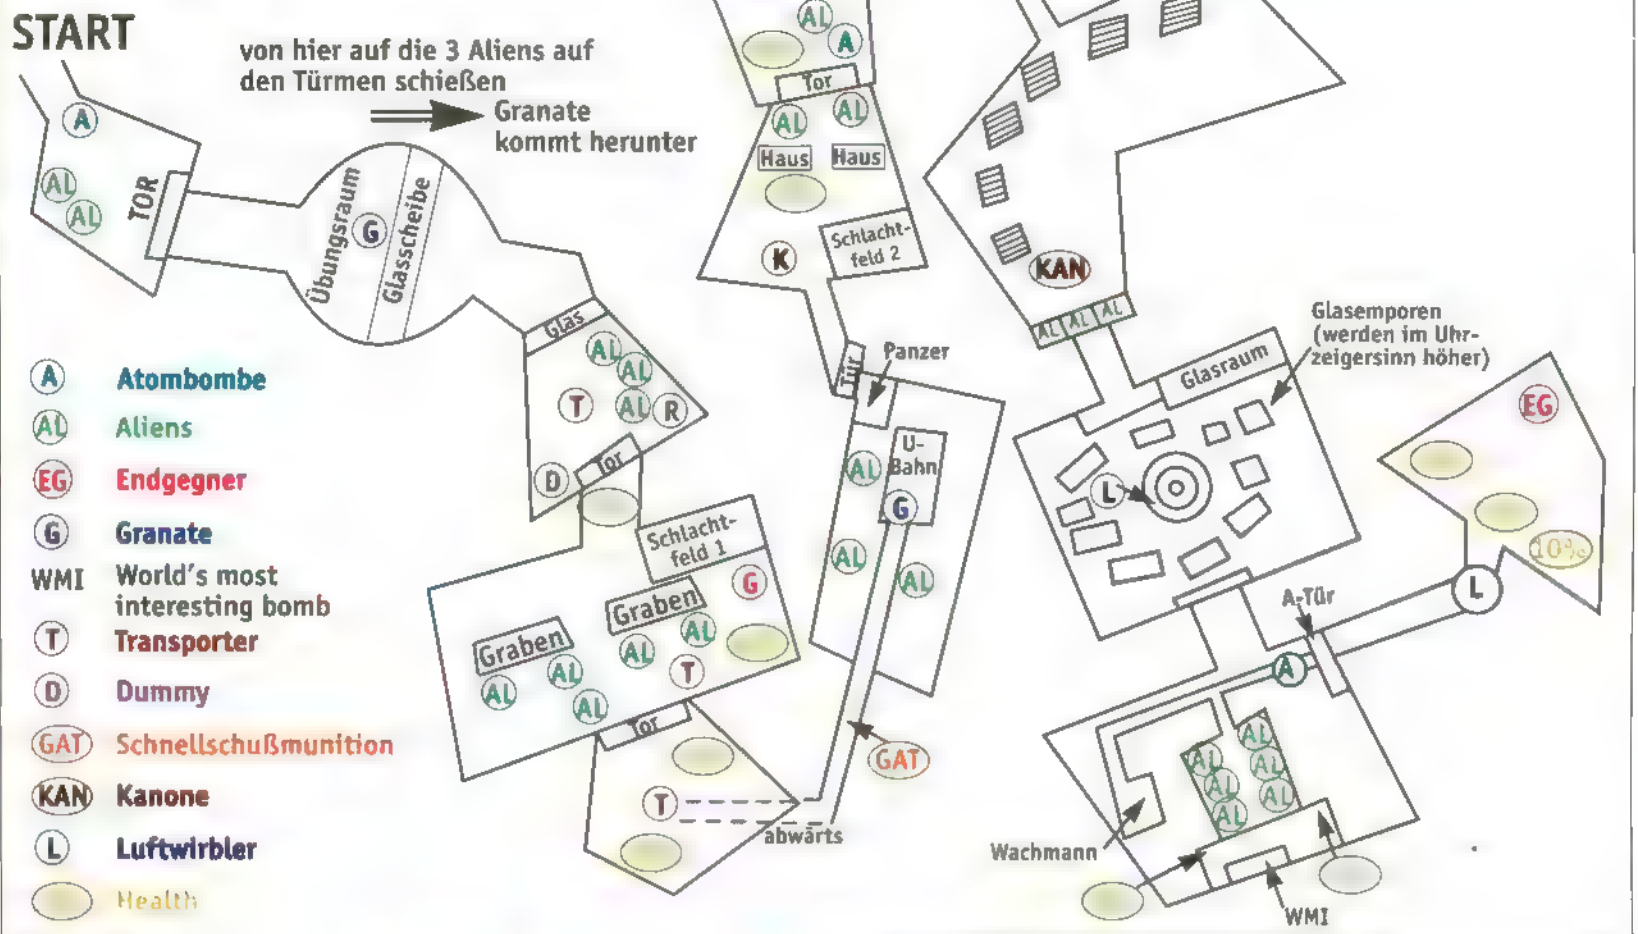 START
von hier auf die 3 Aliens auf
den Türmen schießen
Granate
kommt herunter
A
AL
AL
TOR
Übungsraum
G
Glasscheibe
Glas
AL
AL
T
AL
R
D
Tor
Schlacht-
feld 1
G
Graben
Graben
AL
AL
AL
T
AL
AL
Tor
T
abwärts
GAT
AL
A
Tor
AL
AL
Haus
Haus
K
Schlacht-
feld 2
Tür
Panzer
U-
Bahn
AL
G
AL
AL
KAN
AL
AL
AL
Glasemporen
(werden im Uhr-
zeigersinn höher)
Glasraum
L
EG
10%
L
A-Tür
A
AL
AL
AL
AL
AL
AL
Wachmann
WMI
A Atombombe
AL Aliens
EG Endgegner
G Granate
WMI World's most
interesting bomb
T Transporter
D Dummy
GAT Schnellschußmunition
KAN Kanone
L Luftwirbler
Health